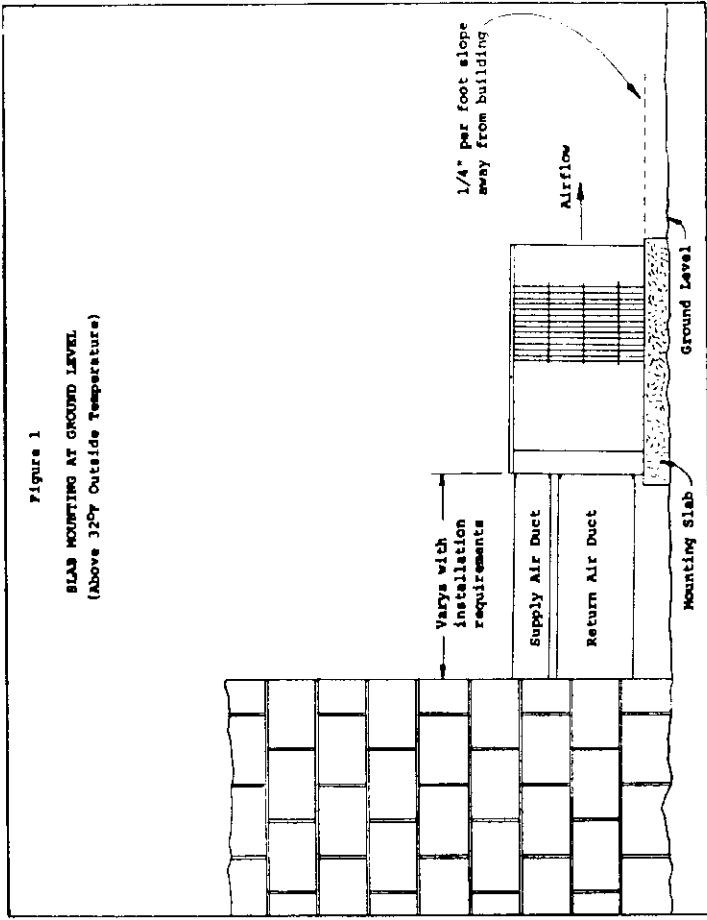 Figure 1
SLAB MOUNTING AT GROUND LEVEL
(Above 32°F Outside Temperature)
Varys with
installation
requirements
Supply Air Duct
Return Air Duct
1/4" per foot slope
away from building
Airflow
Mounting Slab
Ground Level